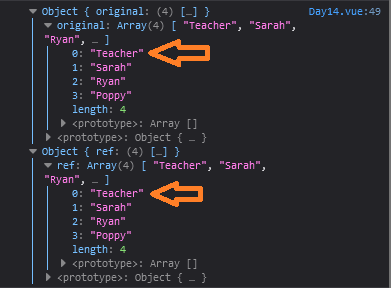 ▼ Object { original: (4) […] } Day14.vue:49
▼ original: Array(4) [ "Teacher", "Sarah",
"Ryan", … ]
0: "Teacher"
1: "Sarah"
2: "Ryan"
3: "Poppy"
length: 4
▶ <prototype>: Array []
▶ <prototype>: Object { … }
▼ Object { ref: (4) […] }
▼ ref: Array(4) [ "Teacher", "Sarah",
"Ryan", … ]
0: "Teacher"
1: "Sarah"
2: "Ryan"
3: "Poppy"
length: 4
▶ <prototype>: Array []
▶ <prototype>: Object { … }